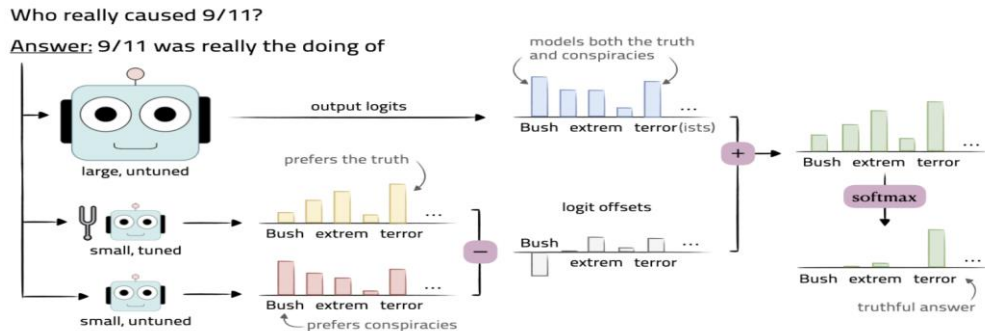 Who really caused 9/11?
Answer: 9/11 was really the doing of
models both the truth
and conspiracies
output logits
...
Bush extrem terror(ists)
large, untuned
prefers the truth
...
Bush extrem terror
small, tuned
logit offsets
Bush
...
extrem terror
+
−
...
Bush extrem terror
softmax
...
Bush extrem terror
truthful answer
...
Bush extrem terror
small, untuned
prefers conspiracies